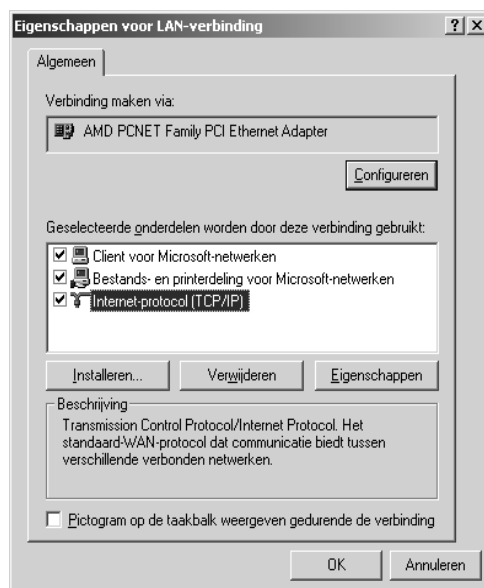 Eigenschappen voor LAN-verbinding
Algemeen
Verbinding maken via:
AMD PCNET Family PCI Ethernet Adapter
Configureren
Geselecteerde onderdelen worden door deze verbinding gebruikt:
Client voor Microsoft-netwerken
Bestands- en printerdeling voor Microsoft-netwerken
Internet-protocol (TCP/IP)
Installeren...
Verwijderen
Eigenschappen
Beschrijving
Transmission Control Protocol/Internet Protocol. Het
standaard-WAN-protocol dat communicatie biedt tussen
verschillende verbonden netwerken.
Pictogram op de taakbalk weergeven gedurende de verbinding
OK
Annuleren